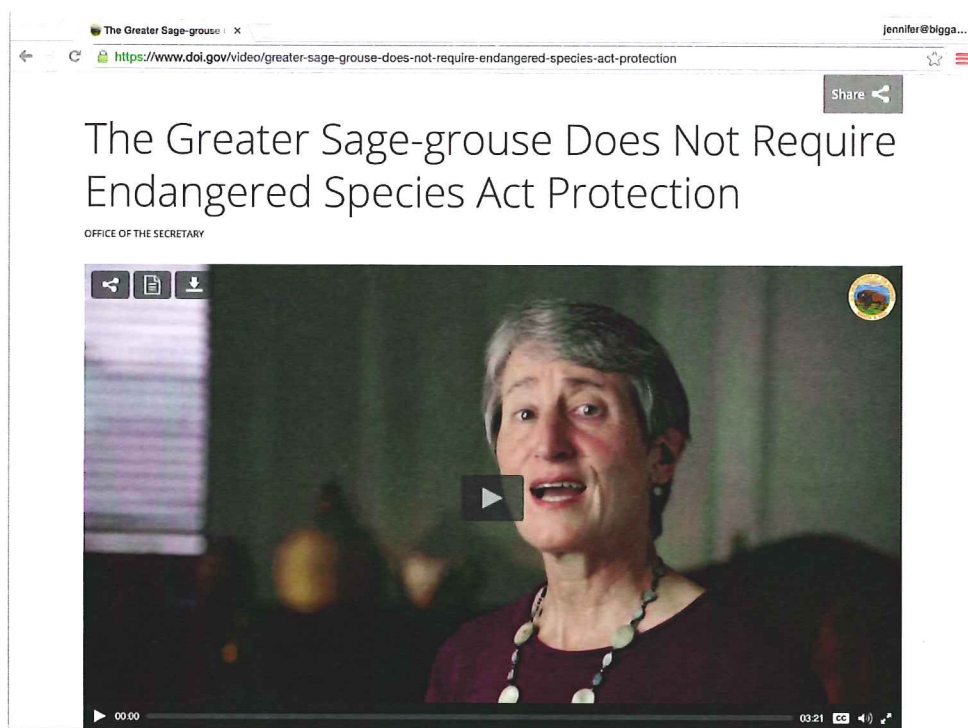 The Greater Sage-grouse
jennifer@bigga...
https://www.doi.gov/video/greater-sage-grouse-does-not-require-endangered-species-act-protection
Share
The Greater Sage-grouse Does Not Require
Endangered Species Act Protection
OFFICE OF THE SECRETARY
00:00
03:21
CC